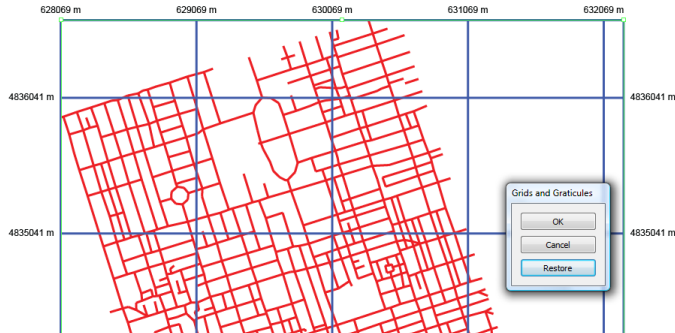 628069 m 629069 m 630069 m 631069 m 632069 m
4836041 m 4836041 m
Grids and Graticules
OK
4835041 m 4835041 m
Cancel
Restore